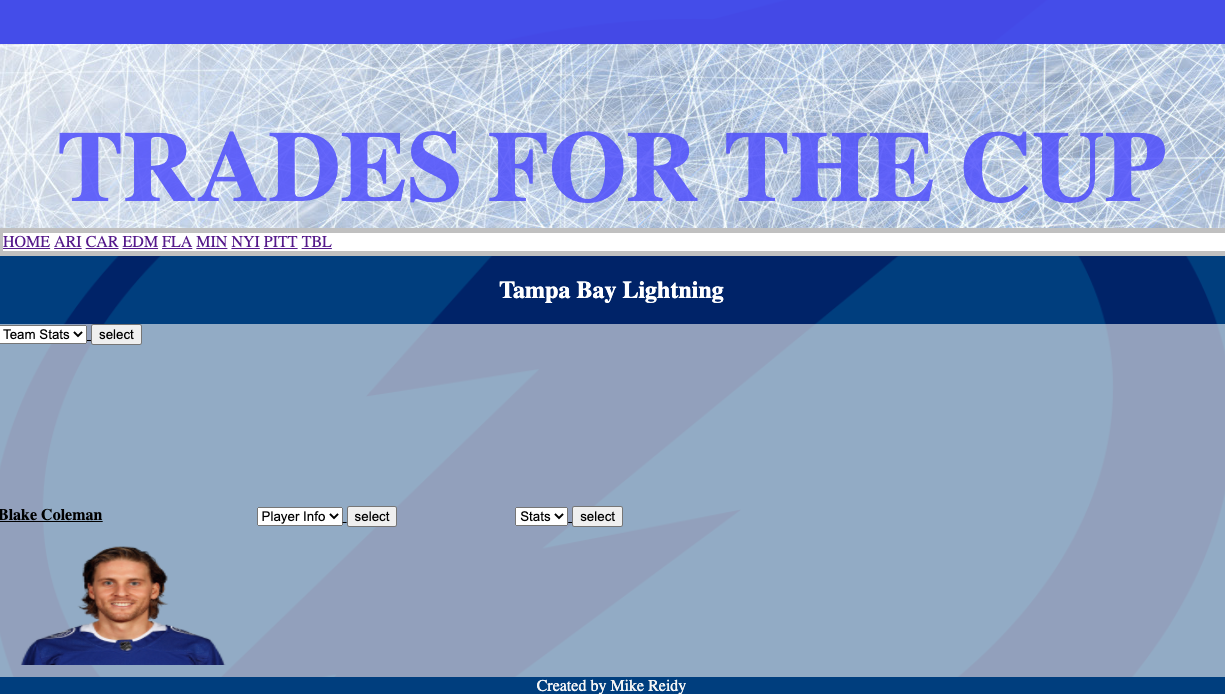 TRADES FOR THE CUP
HOME ARI CAR EDM FLA MIN NYI PITT TBL
Tampa Bay Lightning
Team Stats select
Blake Coleman Player Info select Stats select
Created by Mike Reidy